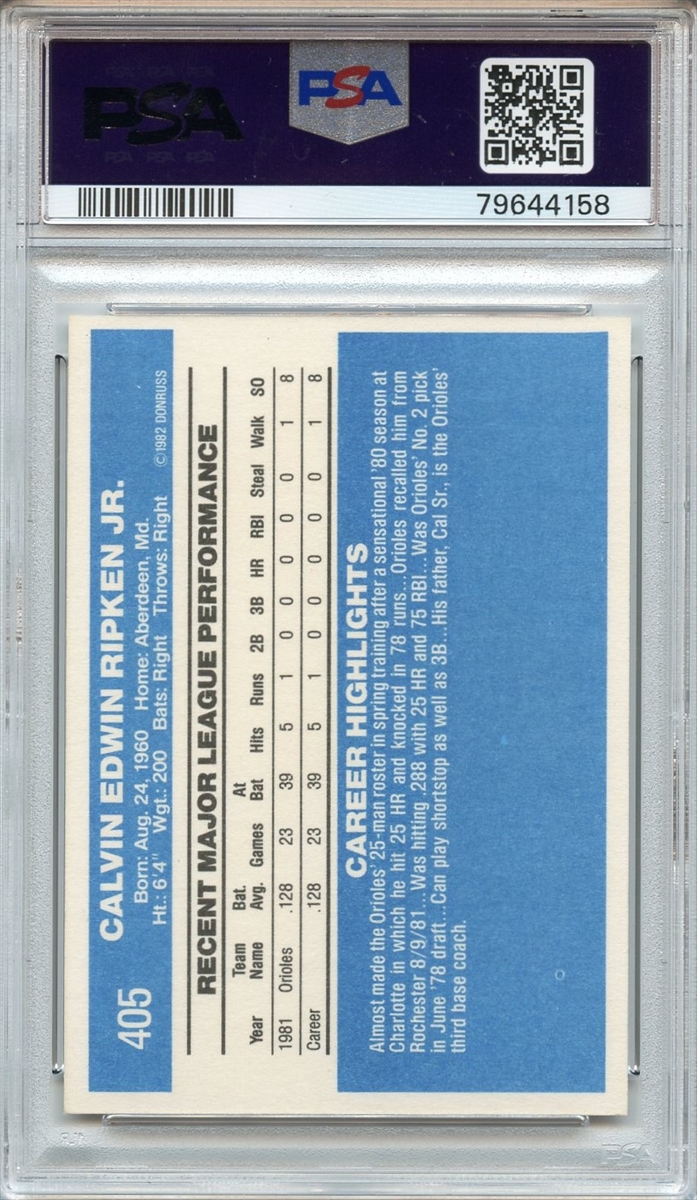 PSA
PSA
PSA PSA PSA
79644158
405
CALVIN EDWIN RIPKEN JR.
Born: Aug. 24, 1960 Home: Aberdeen, Md.
Ht.: 6'4" Wgt.: 200 Bats: Right Throws: Right ©1982 DONRUSS
RECENT MAJOR LEAGUE PERFORMANCE
Year Team Name Bat. Avg. Games At Bat Hits Runs 2B 3B HR RBI Steal Walk SO
1981 Orioles .128 23 39 5 1 0 0 0 0 0 1 8
Career .128 23 39 5 1 0 0 0 0 0 1 8
CAREER HIGHLIGHTS
Almost made the Orioles' 25-man roster in spring training after a sensational '80 season at
Charlotte in which he hit 25 HR and knocked in 78 runs...Orioles recalled him from
Rochester 8/9/81...Was hitting .288 with 25 HR and 75 RBI...Was Orioles' No. 2 pick
in June '78 draft...Can play shortstop as well as 3B...His father, Cal Sr., is the Orioles'
third base coach.
PSA